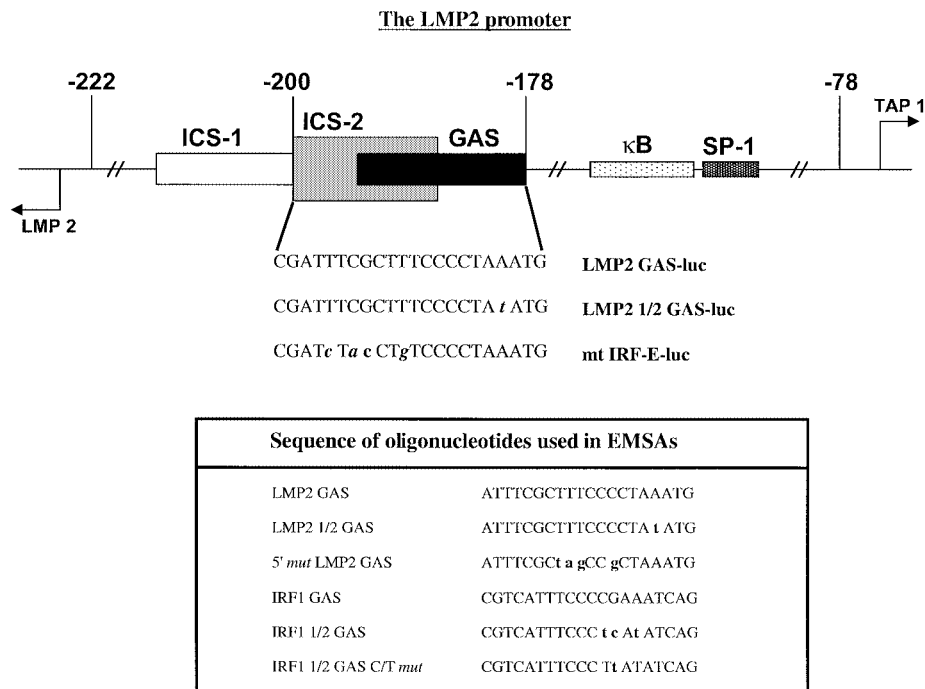 The LMP2 promoter
-222 -200 -178 -78
TAP 1
ICS-1 ICS-2 GAS κB SP-1
// // //
LMP 2
CGATTTCGCTTTCCCCTAAATG LMP2 GAS-luc
CGATTTCGCTTTCCCCTA t ATG LMP2 1/2 GAS-luc
CGATc Ta c CTgTCCCCTAAATG mt IRF-E-luc
Sequence of oligonucleotides used in EMSAs
LMP2 GAS ATTTCGCTTTCCCCTAAATG
LMP2 1/2 GAS ATTTCGCTTTCCCCTA t ATG
5' mut LMP2 GAS ATTTCGCt a gCC gCTAAATG
IRF1 GAS CGTCATTTCCCCGAAATCAG
IRF1 1/2 GAS CGTCATTTCCC t c At ATCAG
IRF1 1/2 GAS C/T mut CGTCATTTCCC Tt ATATCAG